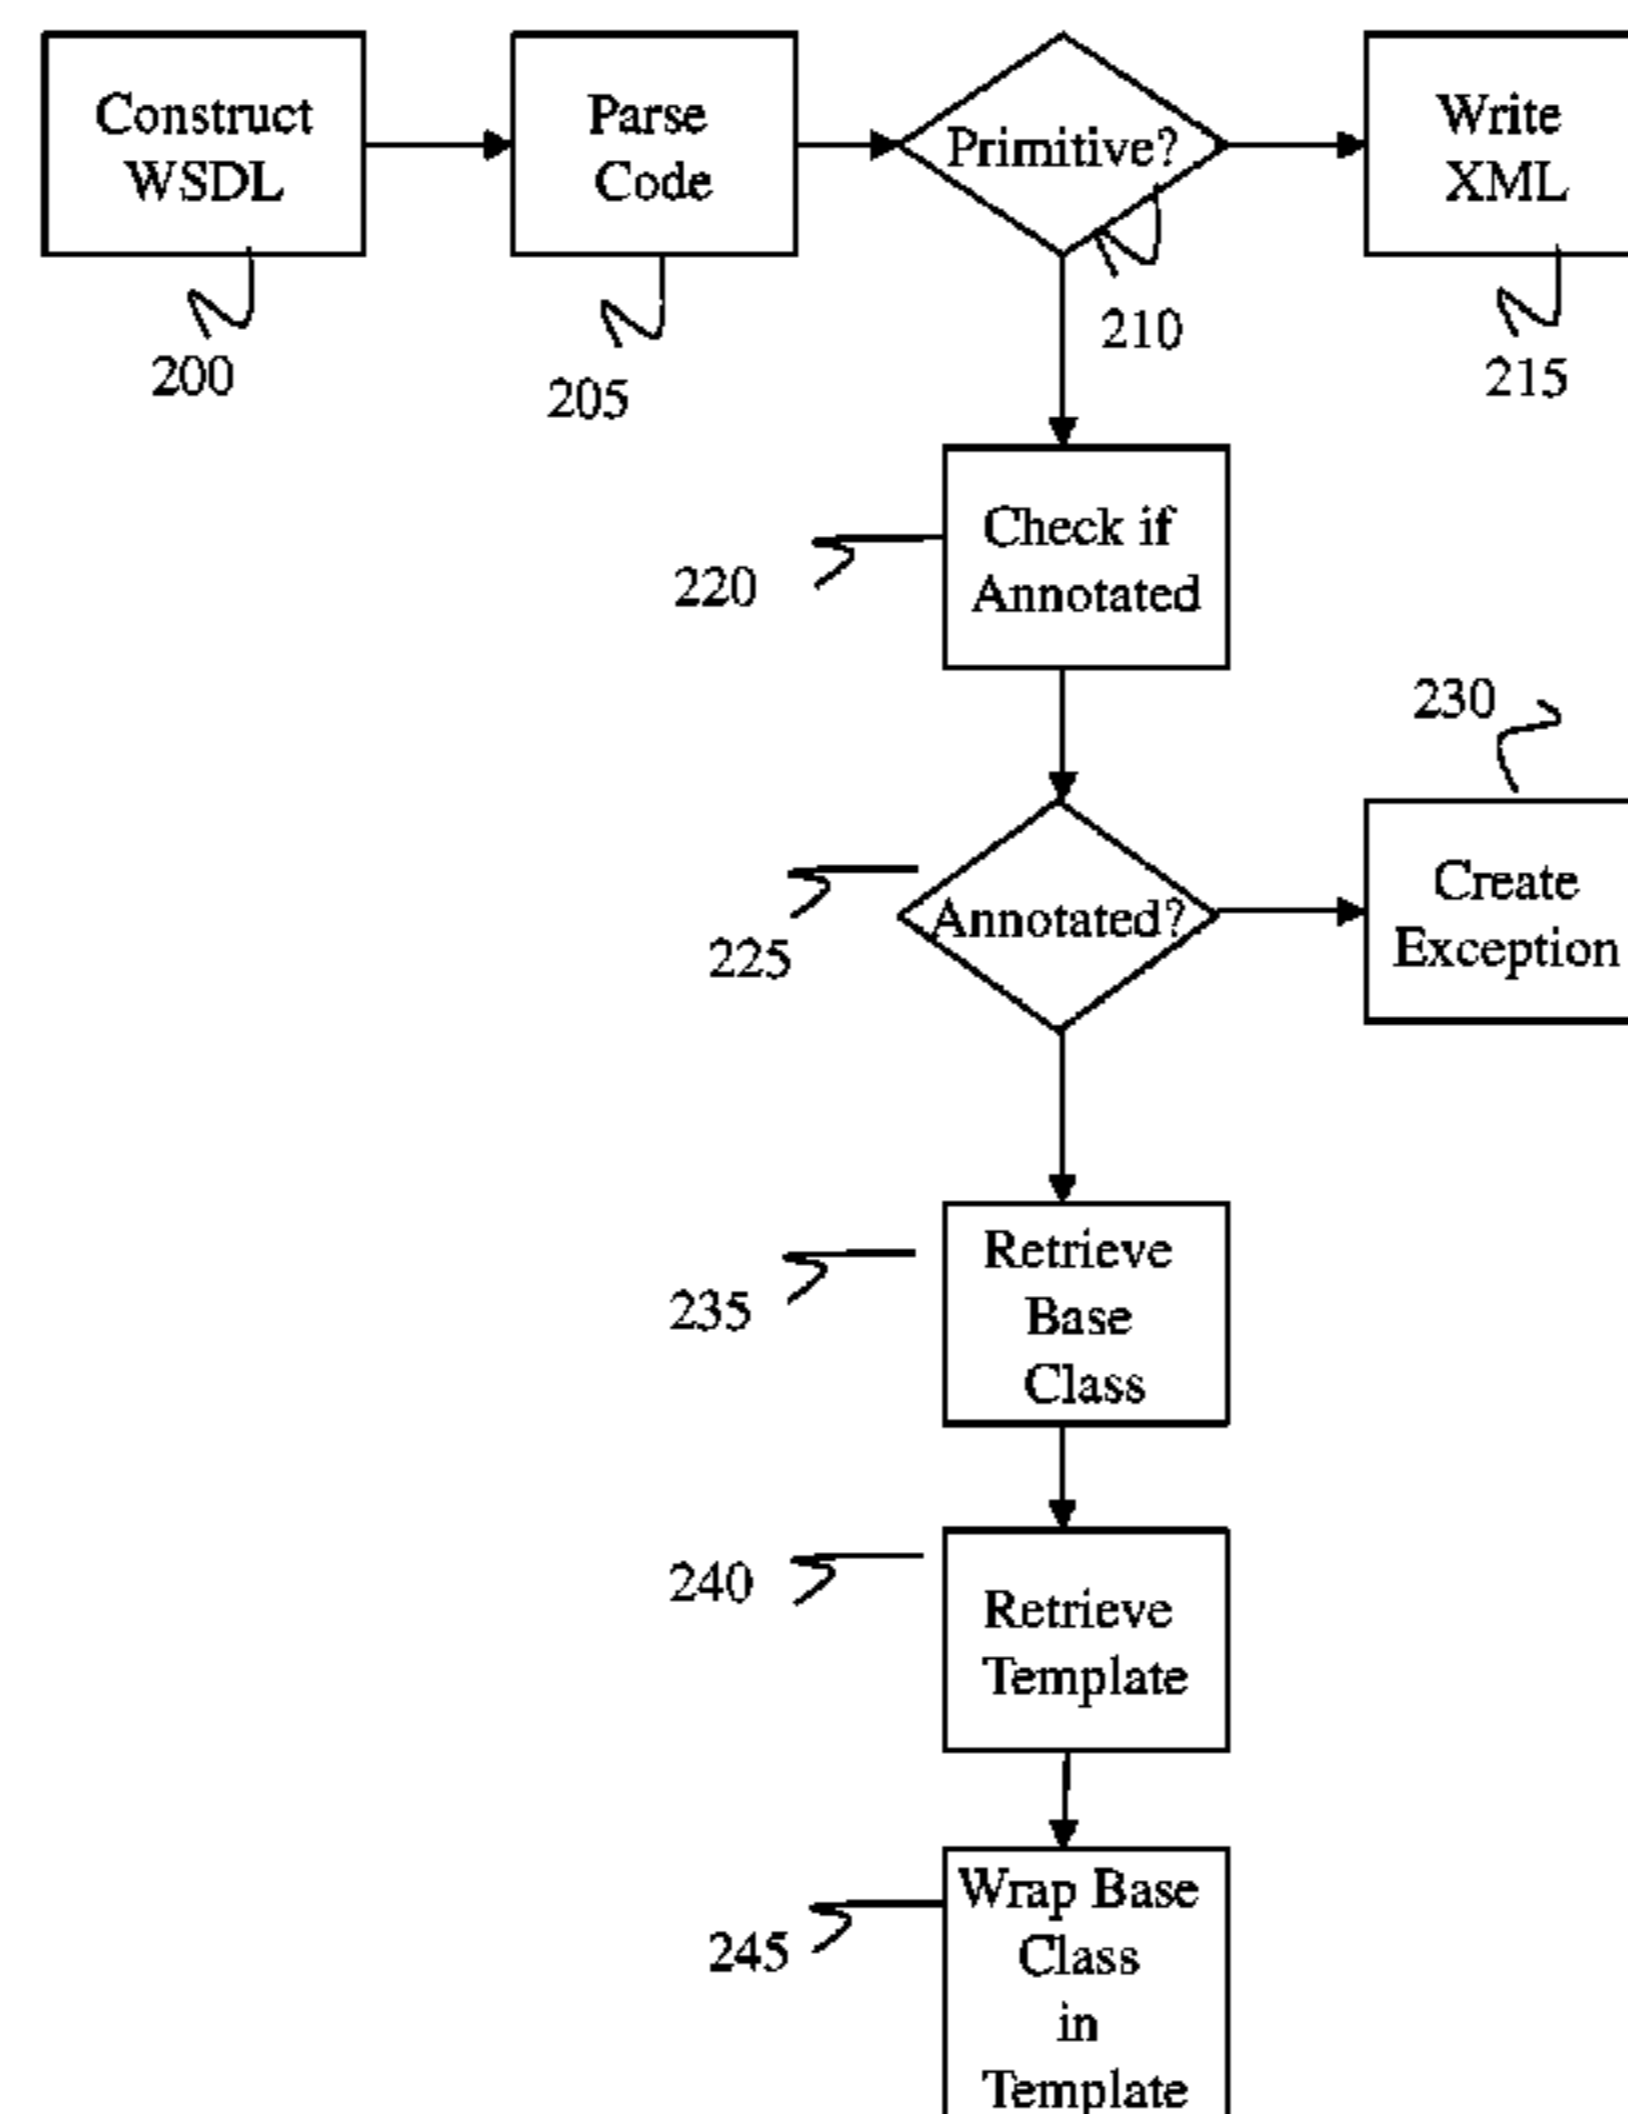 Construct
WSDL
Parse
Code
Primitive?
Write
XML
200
205
210
215
Check if
Annotated
220
230
Annotated?
225
Create
Exception
Retrieve
Base
Class
235
Retrieve
Template
240
Wrap Base
Class
in
Template
245